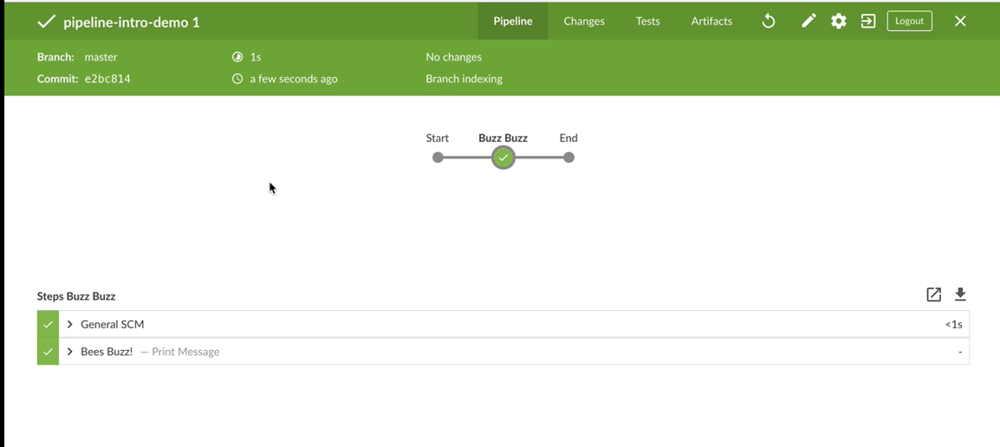 pipeline-intro-demo 1
Pipeline
Changes
Tests
Artifacts
Logout
Branch: master
1s
No changes
Commit: e2bc814
a few seconds ago
Branch indexing
Start
Buzz Buzz
End
Steps Buzz Buzz
General SCM
<1s
Bees Buzz! — Print Message
-